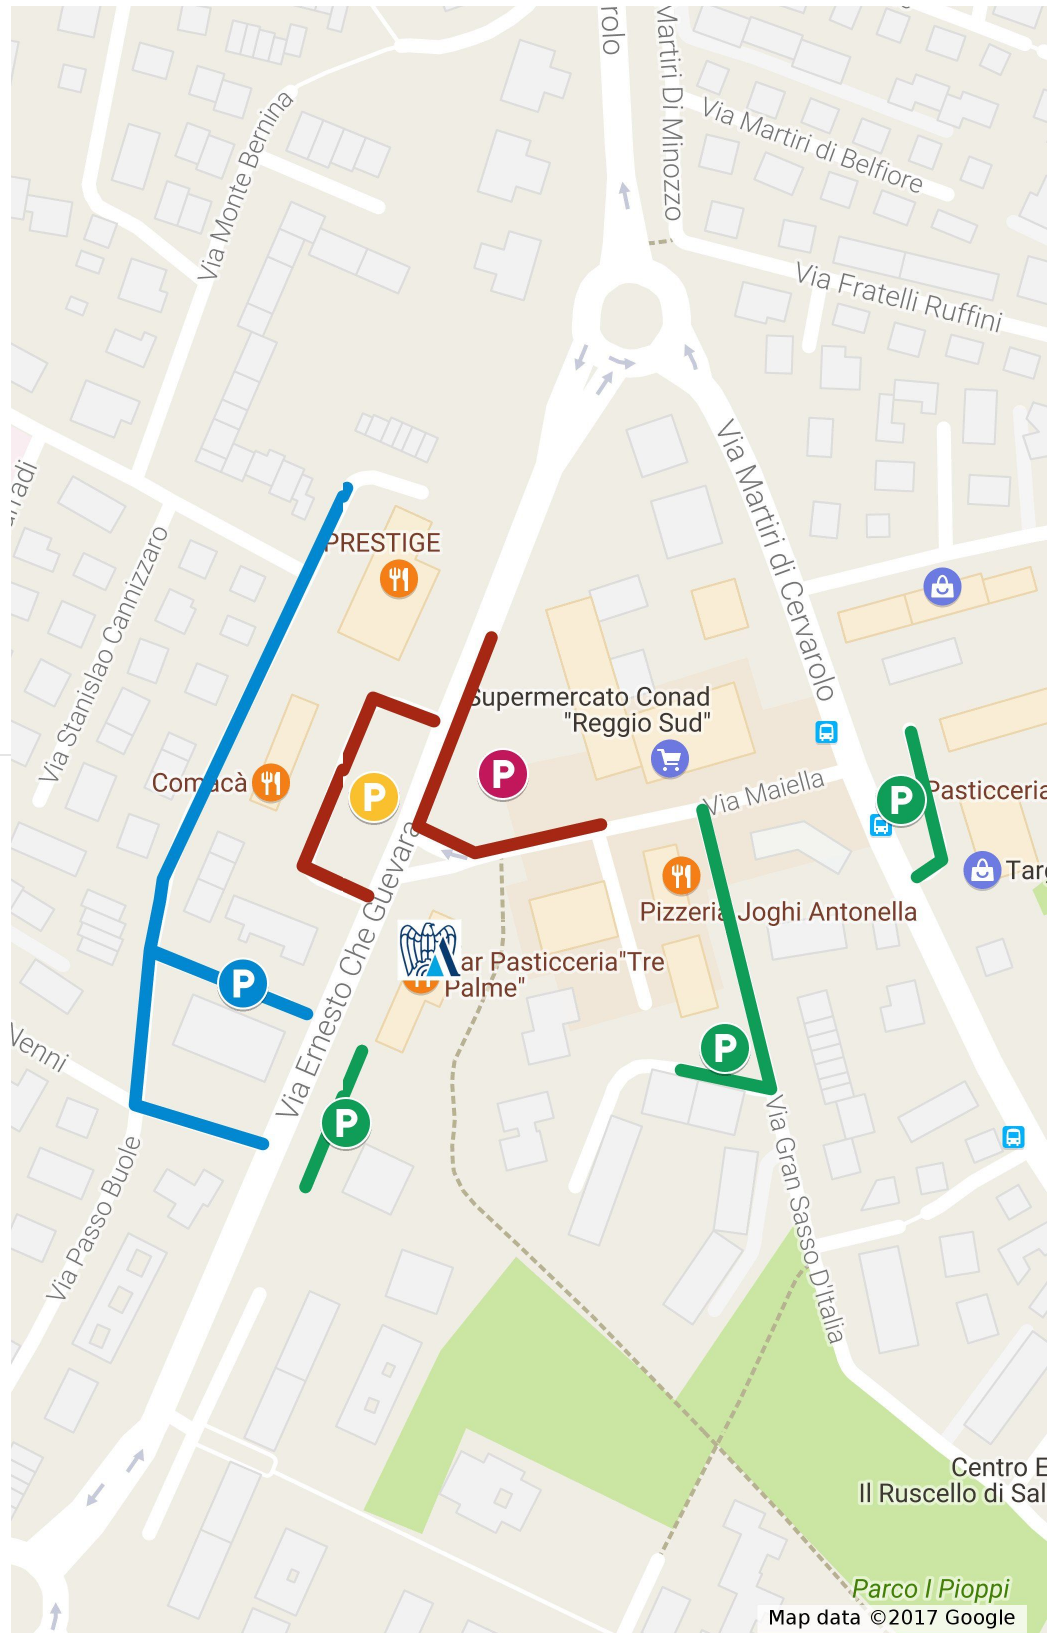 rolo
Martiri Di Minozzo
Via Martiri di Belfiore
Via Monte Bernina
Via Fratelli Ruffini
Via Martiri di Cervarolo
PRESTIGE
Via Stanislao Cannizzaro
Supermercato Conad
"Reggio Sud"
Comacà
P
P
P
Pasticceria
Via Maiella
Via Ernesto Che Guevara
Targ
Pizzeria Joghi Antonella
ar Pasticceria"Tre
Palme"
P
Nenni
P
P
Via Passo Buole
Via Gran Sasso D'Italia
Centro E
Il Ruscello di Sal
Parco I Pioppi
Map data ©2017 Google